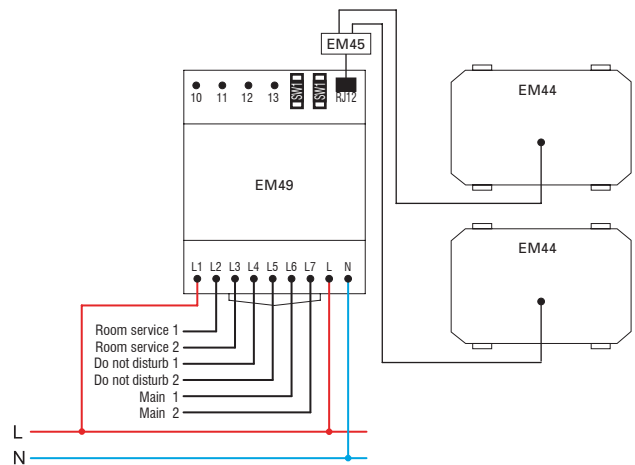 EM45
10 11 12 13 SW1 SW1 RJ12
EM49
L1 L2 L3 L4 L5 L6 L7 L N
EM44
EM44
Room service 1
Room service 2
Do not disturb 1
Do not disturb 2
Main 1
Main 2
L
N